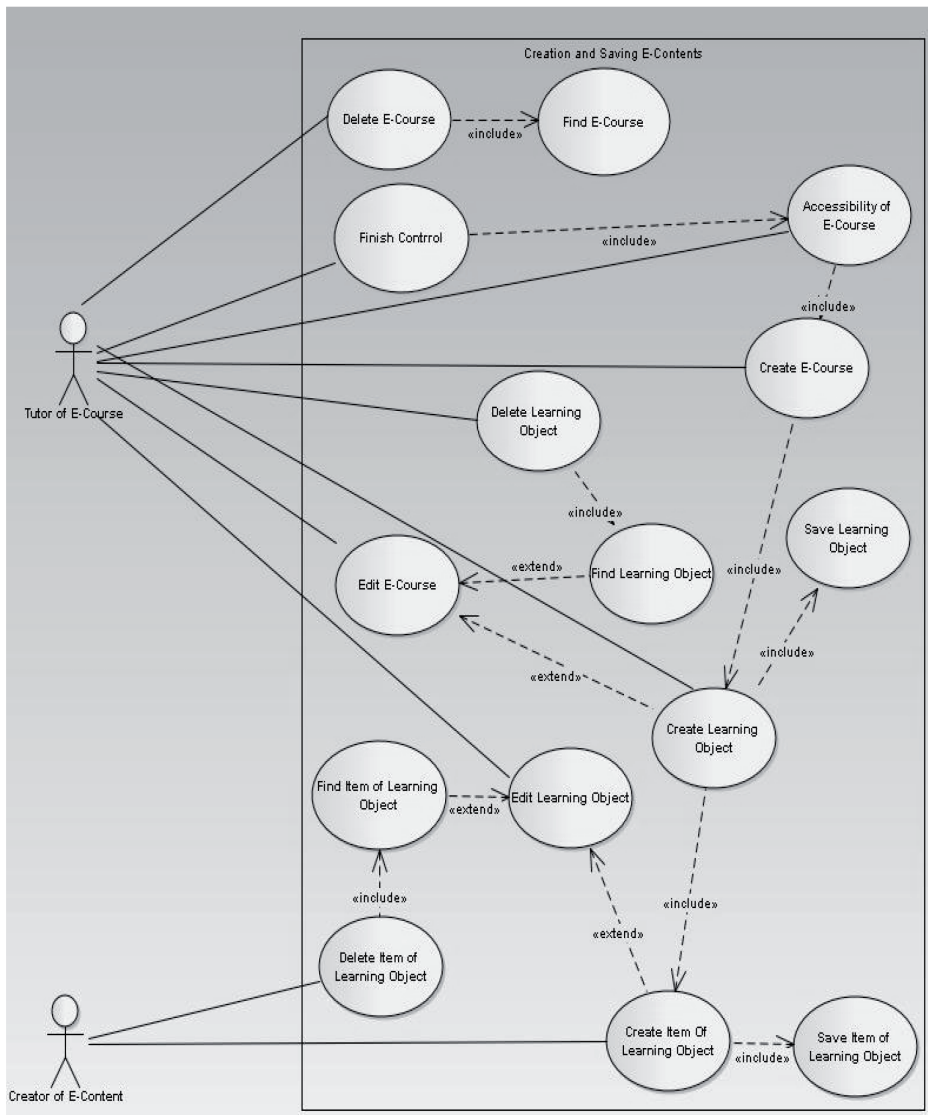 Creation and Saving E-Contents
Delete E-Course
«include»
Find E-Course
Accessibility of
E-Course
Finish Contrrol
«include»
«include»
Tutor of E-Course
Create E-Course
Delete Learning
Object
«include»
Save Learning
Object
Edit E-Course
«extend»
Find Learning Object
«include»
«include»
«extend»
Create Learning
Object
Find Item of Learning
Object
«extend»
Edit Learning Object
«include»
«include»
«extend»
Delete Item of
Learning Object
Create Item Of
Learning Object
«include»
Save Item of
Learning Object
Creator of E-Content